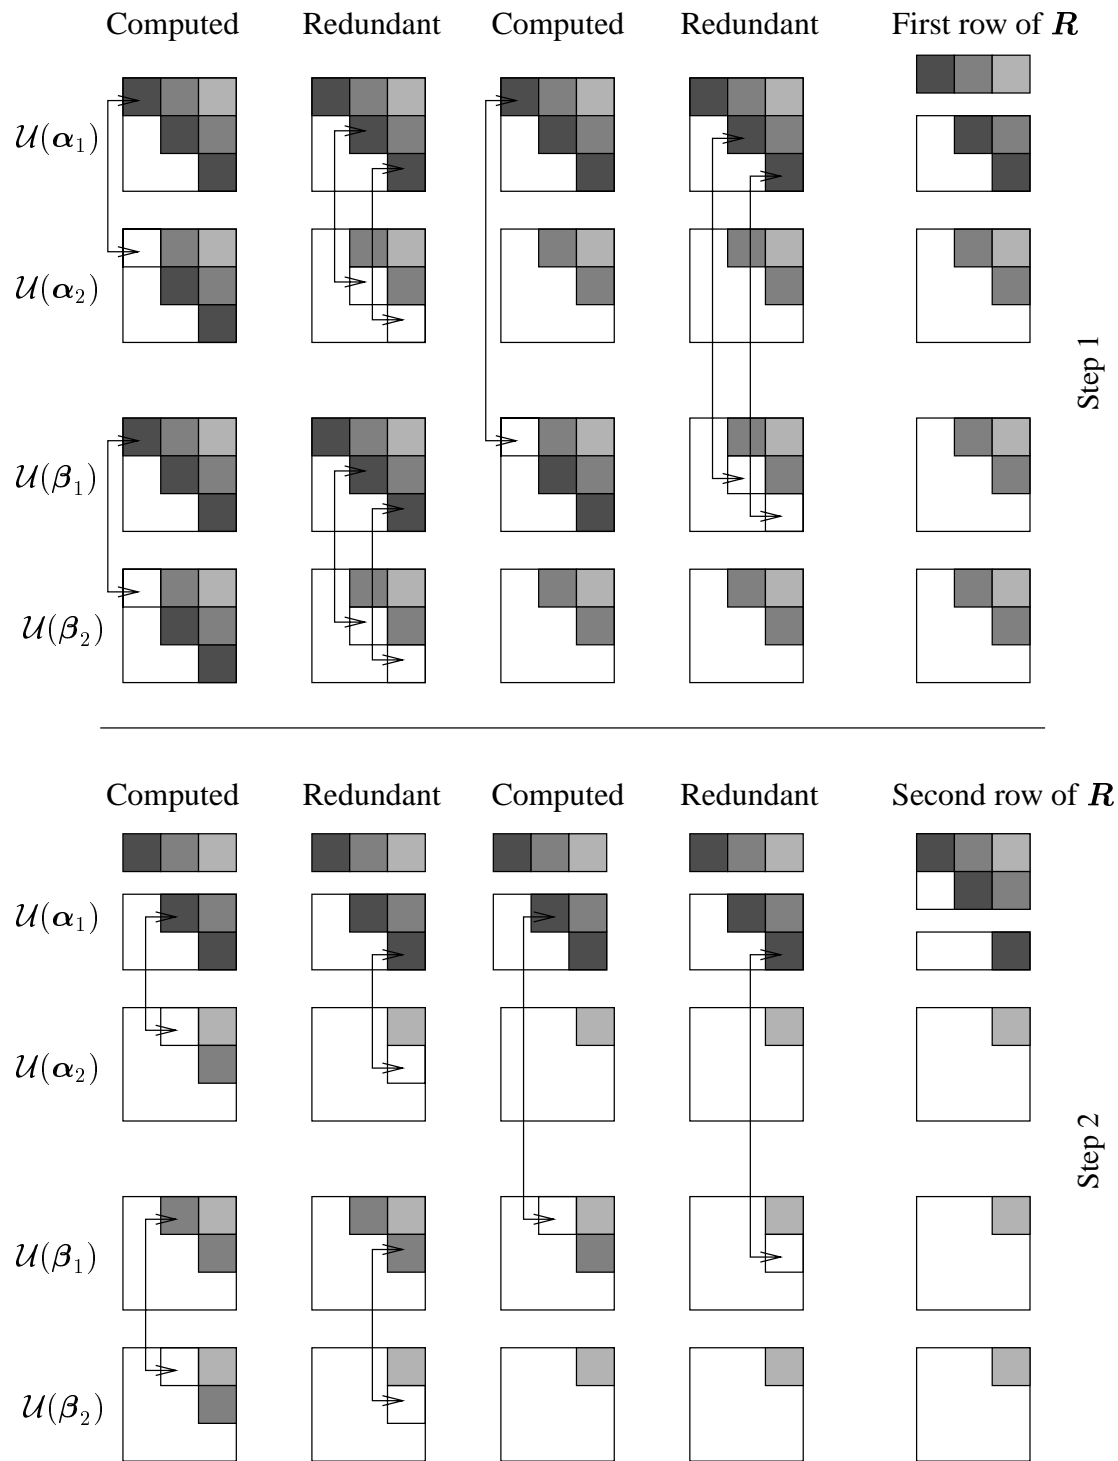 Computed Redundant Computed Redundant First row of R
𝒰(α₁)
𝒰(α₂)
Step 1
𝒰(β₁)
𝒰(β₂)
Computed Redundant Computed Redundant Second row of R
𝒰(α₁)
𝒰(α₂)
Step 2
𝒰(β₁)
𝒰(β₂)